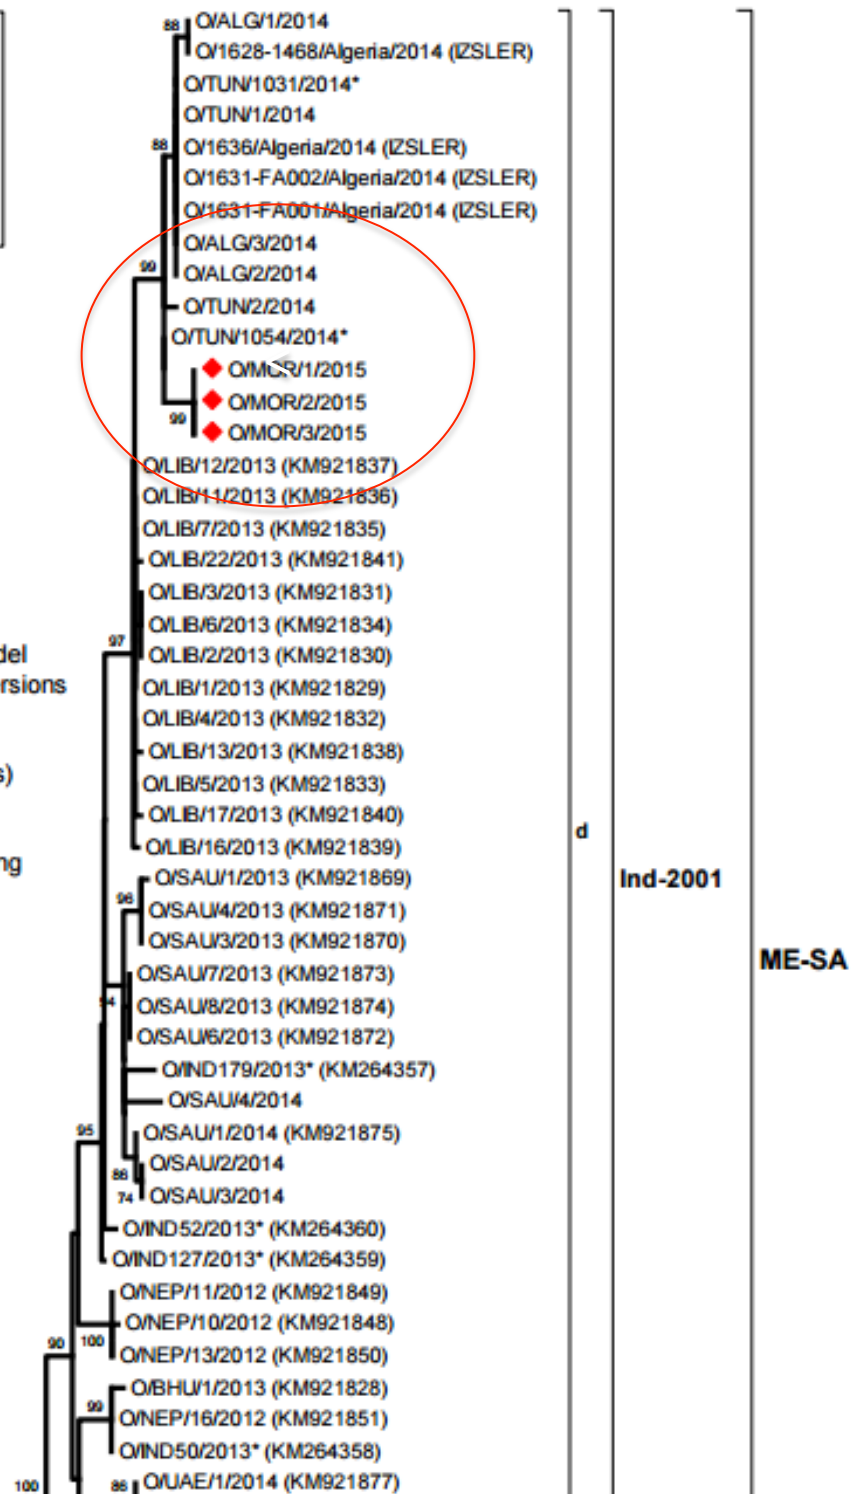 88
O/ALG/1/2014
O/1628-1468/Algeria/2014 (IZSLER)
O/TUN/1031/2014*
O/TUN/1/2014
88
O/1636/Algeria/2014 (IZSLER)
O/1631-FA002/Algeria/2014 (IZSLER)
O/1631-FA001/Algeria/2014 (IZSLER)
O/ALG/3/2014
99
O/ALG/2/2014
O/TUN/2/2014
O/TUN/1054/2014*
O/MOR/1/2015
O/MOR/2/2015
99
O/MOR/3/2015
O/LIB/12/2013 (KM921837)
O/LIB/11/2013 (KM921836)
O/LIB/7/2013 (KM921835)
O/LIB/22/2013 (KM921841)
O/LIB/3/2013 (KM921831)
O/LIB/6/2013 (KM921834)
97
O/LIB/2/2013 (KM921830)
del
rsions
O/LIB/1/2013 (KM921829)
O/LIB/4/2013 (KM921832)
O/LIB/13/2013 (KM921838)
s)
O/LIB/5/2013 (KM921833)
O/LIB/17/2013 (KM921840)
d
O/LIB/16/2013 (KM921839)
ng
O/SAU/1/2013 (KM921869)
Ind-2001
96
O/SAU/4/2013 (KM921871)
O/SAU/3/2013 (KM921870)
ME-SA
O/SAU/7/2013 (KM921873)
O/SAU/8/2013 (KM921874)
O/SAU/6/2013 (KM921872)
O/IND179/2013* (KM264357)
O/SAU/4/2014
95
O/SAU/1/2014 (KM921875)
O/SAU/2/2014
86
74
O/SAU/3/2014
O/IND52/2013* (KM264360)
O/IND127/2013* (KM264359)
O/NEP/11/2012 (KM921849)
O/NEP/10/2012 (KM921848)
90
100
O/NEP/13/2012 (KM921850)
O/BHU/1/2013 (KM921828)
99
O/NEP/16/2012 (KM921851)
O/IND50/2013* (KM264358)
100
86
O/UAE/1/2014 (KM921877)